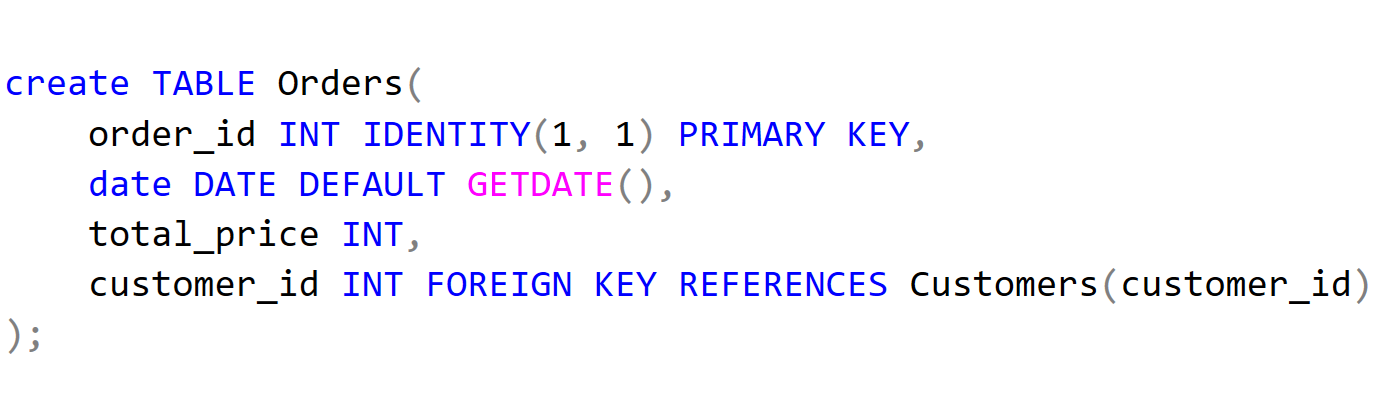 create TABLE Orders(
    order_id INT IDENTITY(1, 1) PRIMARY KEY,
    date DATE DEFAULT GETDATE(),
    total_price INT,
    customer_id INT FOREIGN KEY REFERENCES Customers(customer_id)
);